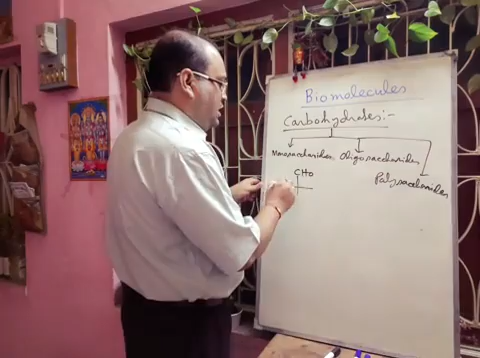 Biomolecules
Carbohydrates:-
Monosaccharides Oligosaccharides
Polysaccharides
CHO